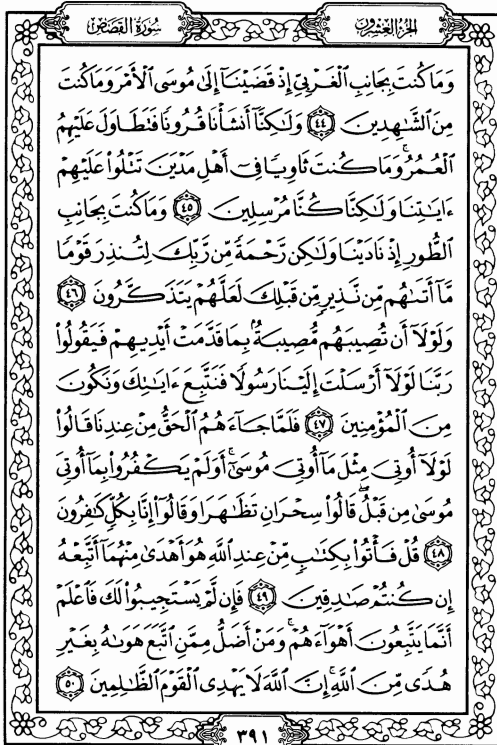 الجزء العشرون
سورة القصص
وَمَا كُنتَ بِجَانِبِ ٱلْغَرْبِيِّ إِذْ قَضَيْنَآ إِلَىٰ مُوسَى ٱلْأَمْرَ وَمَا كُنتَ
مِنَ ٱلشَّـٰهِدِينَ ٤٤ وَلَـٰكِنَّآ أَنشَأْنَا قُرُونًا فَتَطَاوَلَ عَلَيْهِمُ
ٱلْعُمُرُ ۚ وَمَا كُنتَ ثَاوِيًا فِىٓ أَهْلِ مَدْيَنَ تَتْلُوا۟ عَلَيْهِمْ
ءَايَـٰتِنَا وَلَـٰكِنَّا كُنَّا مُرْسِلِينَ ٤٥ وَمَا كُنتَ بِجَانِبِ
ٱلطُّورِ إِذْ نَادَيْنَا وَلَـٰكِن رَّحْمَةً مِّن رَّبِّكَ لِتُنذِرَ قَوْمًا
مَّآ أَتَىٰهُم مِّن نَّذِيرٍ مِّن قَبْلِكَ لَعَلَّهُمْ يَتَذَكَّرُونَ ٤٦
وَلَوْلَآ أَن تُصِيبَهُم مُّصِيبَةٌۢ بِمَا قَدَّمَتْ أَيْدِيهِمْ فَيَقُولُوا۟
رَبَّنَا لَوْلَآ أَرْسَلْتَ إِلَيْنَا رَسُولًا فَنَتَّبِعَ ءَايَـٰتِكَ وَنَكُونَ
مِنَ ٱلْمُؤْمِنِينَ ٤٧ فَلَمَّا جَآءَهُمُ ٱلْحَقُّ مِنْ عِندِنَا قَالُوا۟
لَوْلَآ أُوتِىَ مِثْلَ مَآ أُوتِىَ مُوسَىٰٓ ۚ أَوَلَمْ يَكْفُرُوا۟ بِمَآ أُوتِىَ
مُوسَىٰ مِن قَبْلُ ۖ قَالُوا۟ سِحْرَانِ تَظَـٰهَرَا وَقَالُوٓا۟ إِنَّا بِكُلٍّ كَـٰفِرُونَ
٤٨ قُلْ فَأْتُوا۟ بِكِتَـٰبٍ مِّنْ عِندِ ٱللَّهِ هُوَ أَهْدَىٰ مِنْهُمَآ أَتَّبِعْهُ
إِن كُنتُمْ صَـٰدِقِينَ ٤٩ فَإِن لَّمْ يَسْتَجِيبُوا۟ لَكَ فَٱعْلَمْ
أَنَّمَا يَتَّبِعُونَ أَهْوَآءَهُمْ ۚ وَمَنْ أَضَلُّ مِمَّنِ ٱتَّبَعَ هَوَىٰهُ بِغَيْرِ
هُدًى مِّنَ ٱللَّهِ ۚ إِنَّ ٱللَّهَ لَا يَهْدِى ٱلْقَوْمَ ٱلظَّـٰلِمِينَ ٥٠
٣٩١